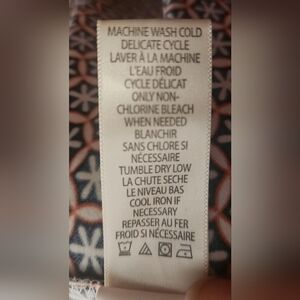 MACHINE WASH COLD
DELICATE CYCLE
LAVER À LA MACHINE
L'EAU FROID
CYCLE DÉLICAT
ONLY NON-
CHLORINE BLEACH
WHEN NEEDED
BLANCHIR
SANS CHLORE SI
NÉCESSAIRE
TUMBLE DRY LOW
LA CHUTE SECHE
LE NIVEAU BAS
COOL IRON IF
NECESSARY
REPASSER AU FER
FROID SI NÉCESSAIRE